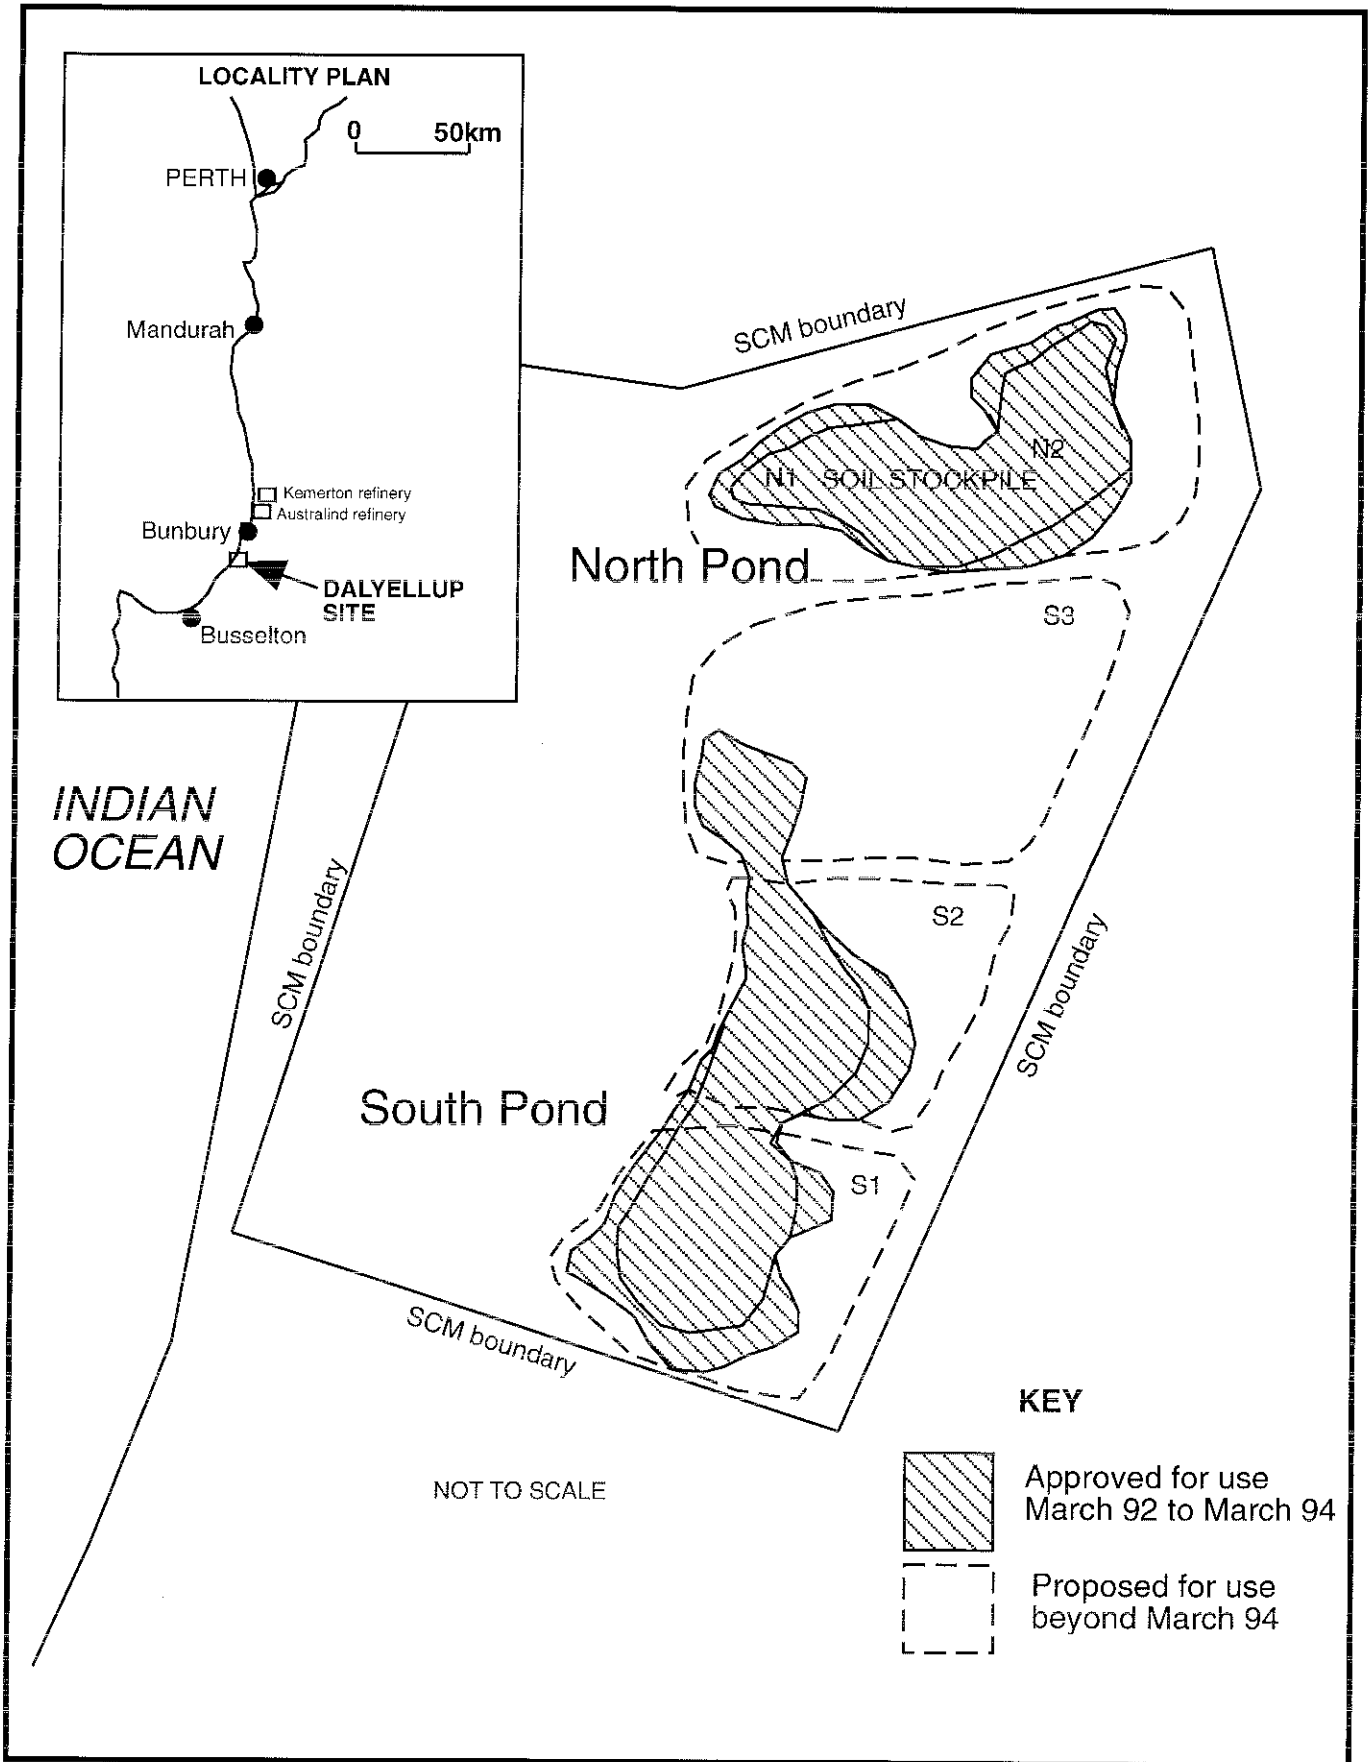 LOCALITY PLAN
0 50km
PERTH
Mandurah
Kemerton refinery
Australind refinery
Bunbury
DALYELLUP
SITE
Busselton
SCM boundary
N2
N1 SOIL STOCKPILE
North Pond
S3
INDIAN
OCEAN
SCM boundary
S2
SCM boundary
South Pond
S1
SCM boundary
KEY
NOT TO SCALE
Approved for use
March 92 to March 94
Proposed for use
beyond March 94